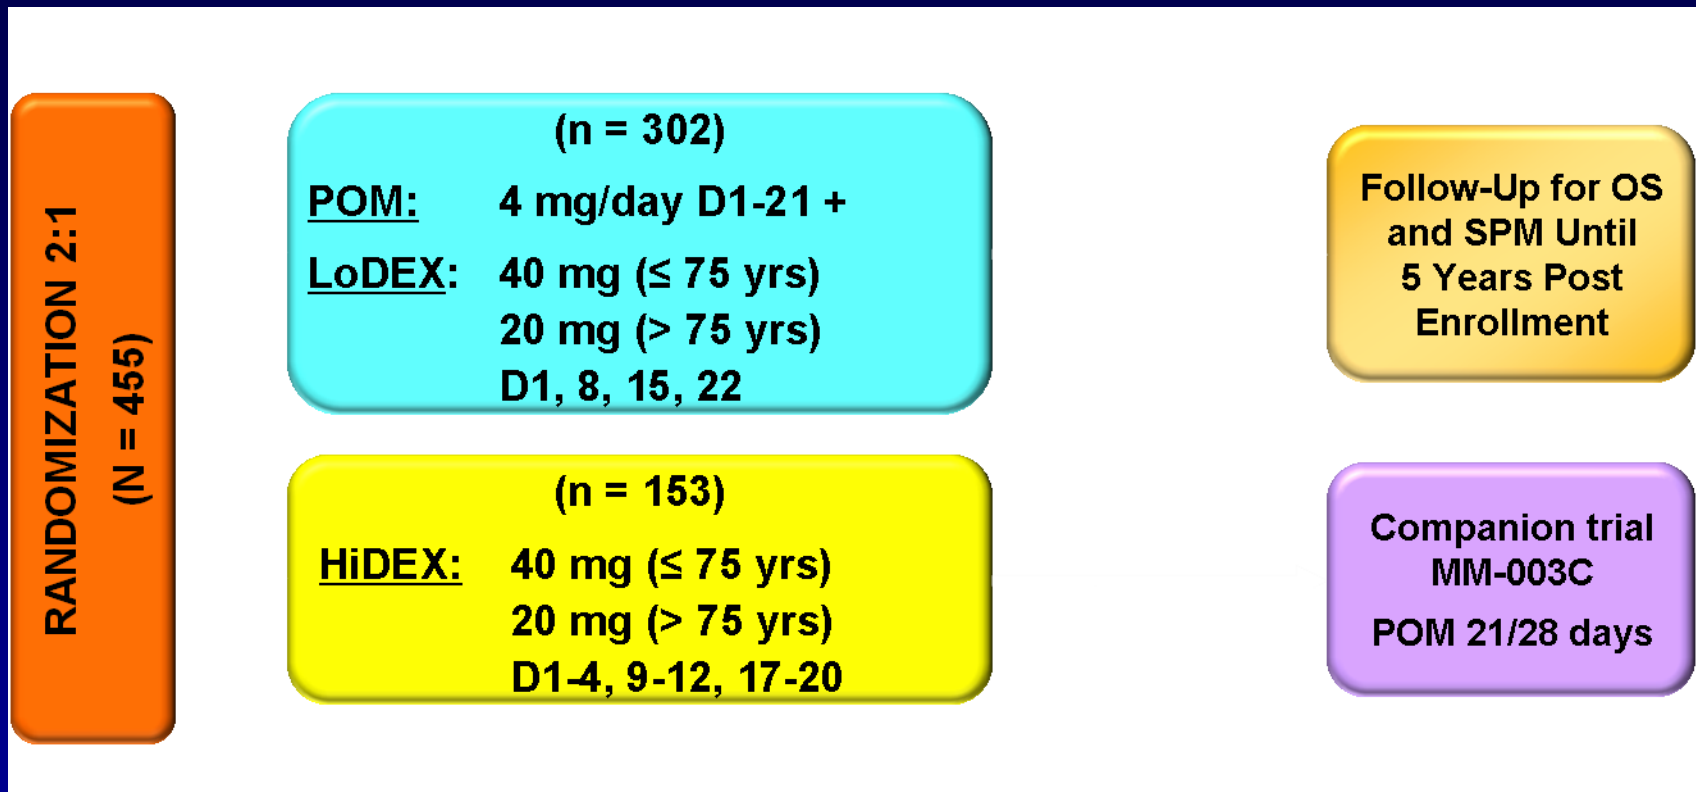 RANDOMIZATION 2:1
(N = 455)
(n = 302)
POM: 4 mg/day D1-21 +
LoDEX: 40 mg (≤ 75 yrs)
20 mg (> 75 yrs)
D1, 8, 15, 22
(n = 153)
HiDEX: 40 mg (≤ 75 yrs)
20 mg (> 75 yrs)
D1-4, 9-12, 17-20
Follow-Up for OS
and SPM Until
5 Years Post
Enrollment
Companion trial
MM-003C
POM 21/28 days